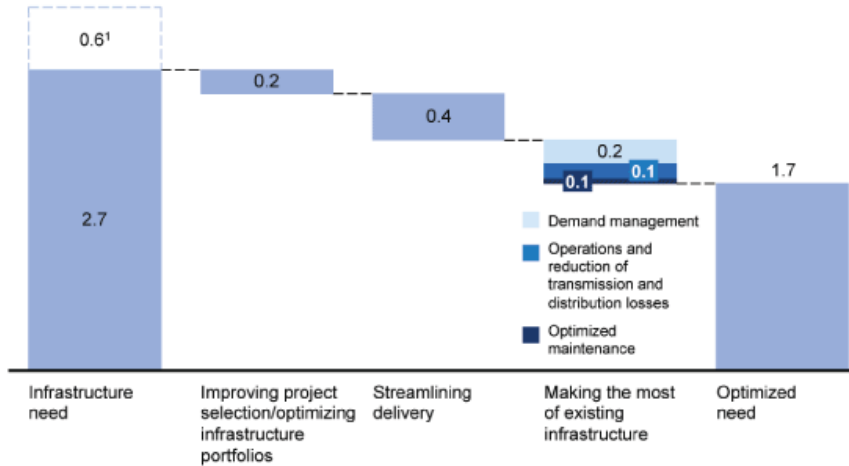 0.6¹
2.7
0.2
0.4
0.2
0.1
0.1
1.7
Demand management
Operations and
reduction of
transmission and
distribution losses
Optimized
maintenance
Infrastructure
need
Improving project
selection/optimizing
infrastructure
portfolios
Streamlining
delivery
Making the most
of existing
infrastructure
Optimized
need